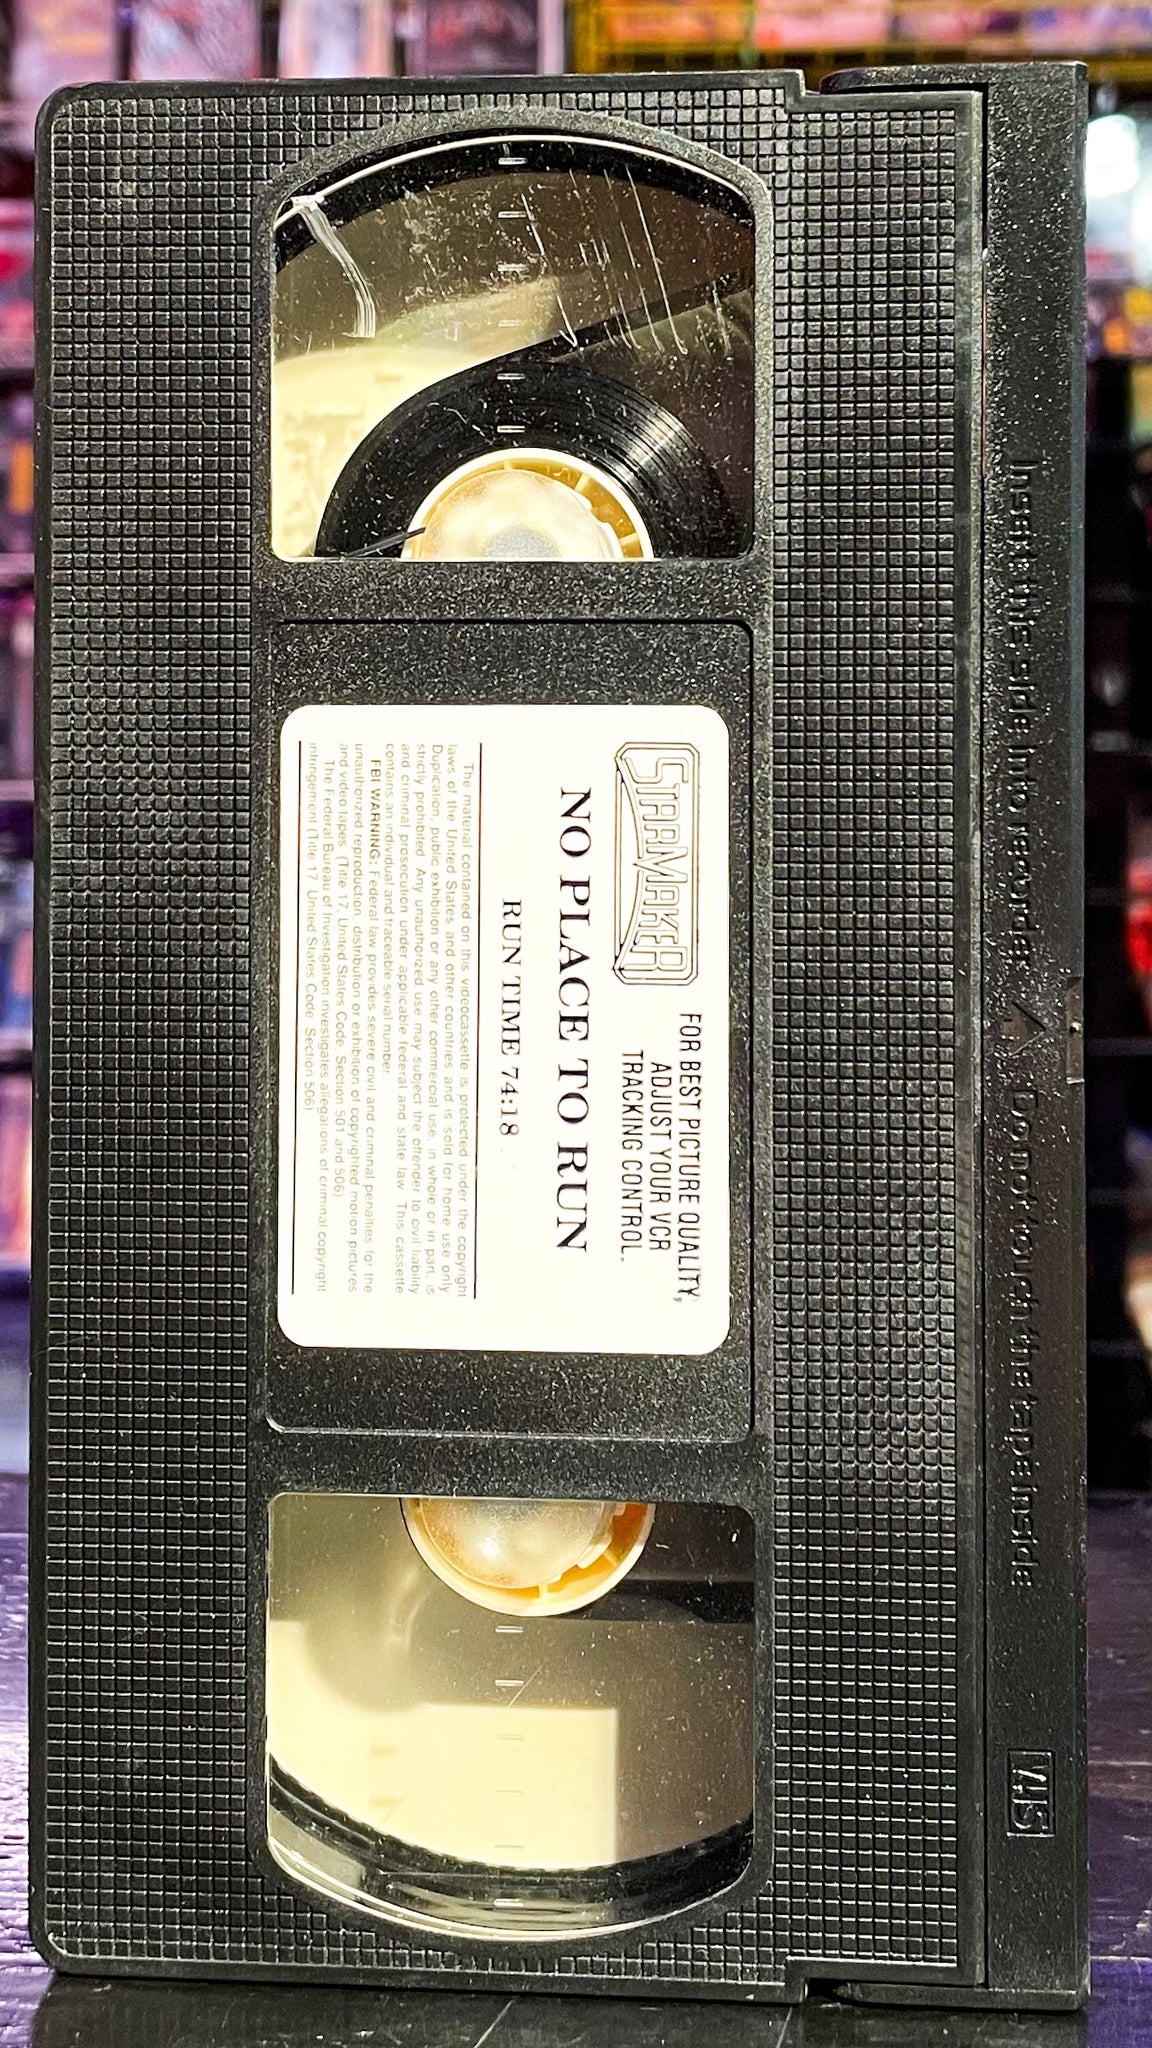 STARMAKER
FOR BEST PICTURE QUALITY,
ADJUST YOUR VCR
TRACKING CONTROL.
NO PLACE TO RUN
RUN TIME 74:18
The material contained on this videocassette is protected under the copyright
laws of the United States and other countries and is sold for home use only.
Duplication, public exhibition or any other commercial use, in whole or in part, is
strictly prohibited. Any unauthorized use may subject the offender to civil liability
and criminal prosecution under applicable federal and state law. This cassette
contains an individual and traceable serial number.
FBI WARNING: Federal law provides severe civil and criminal penalties for the
unauthorized reproduction, distribution or exhibition of copyrighted motion pictures
and video tapes. (Title 17, United States Code, Section 501 and 506).
The Federal Bureau of Investigation investigates allegations of criminal copyright
infringement (Title 17, United States Code, Section 506).
Insert this side into recorder △ Do not touch the tape inside
VHS